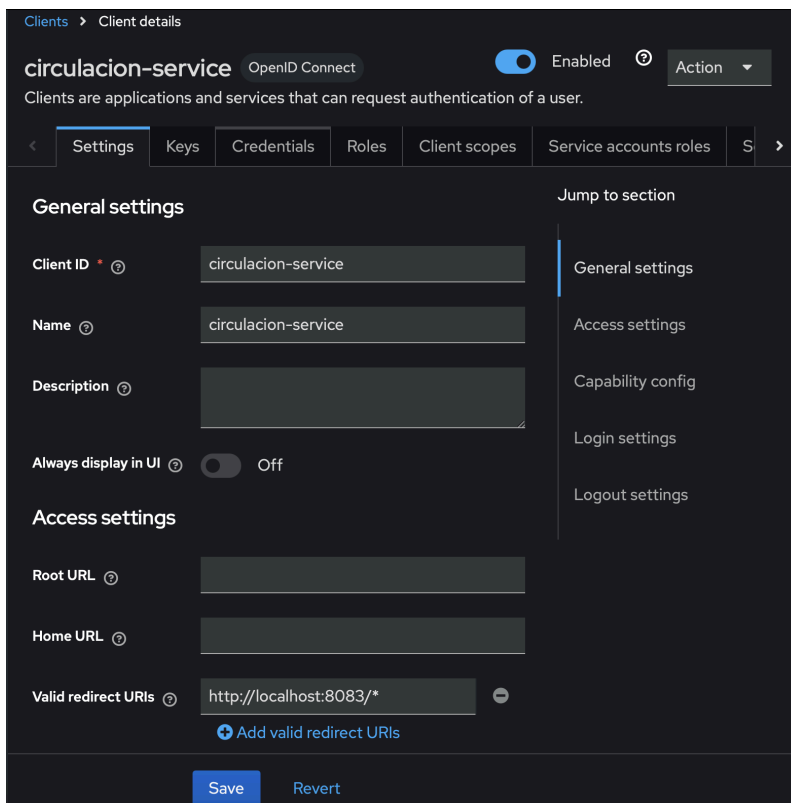 Clients > Client details
circulacion-service OpenID Connect Enabled Action
Clients are applications and services that can request authentication of a user.
Settings Keys Credentials Roles Client scopes Service accounts roles S
General settings
Client ID * circulacion-service
Name circulacion-service
Description
Always display in UI Off
Access settings
Root URL
Home URL
Valid redirect URIs http://localhost:8083/*
Add valid redirect URIs
Save Revert
Jump to section
General settings
Access settings
Capability config
Login settings
Logout settings